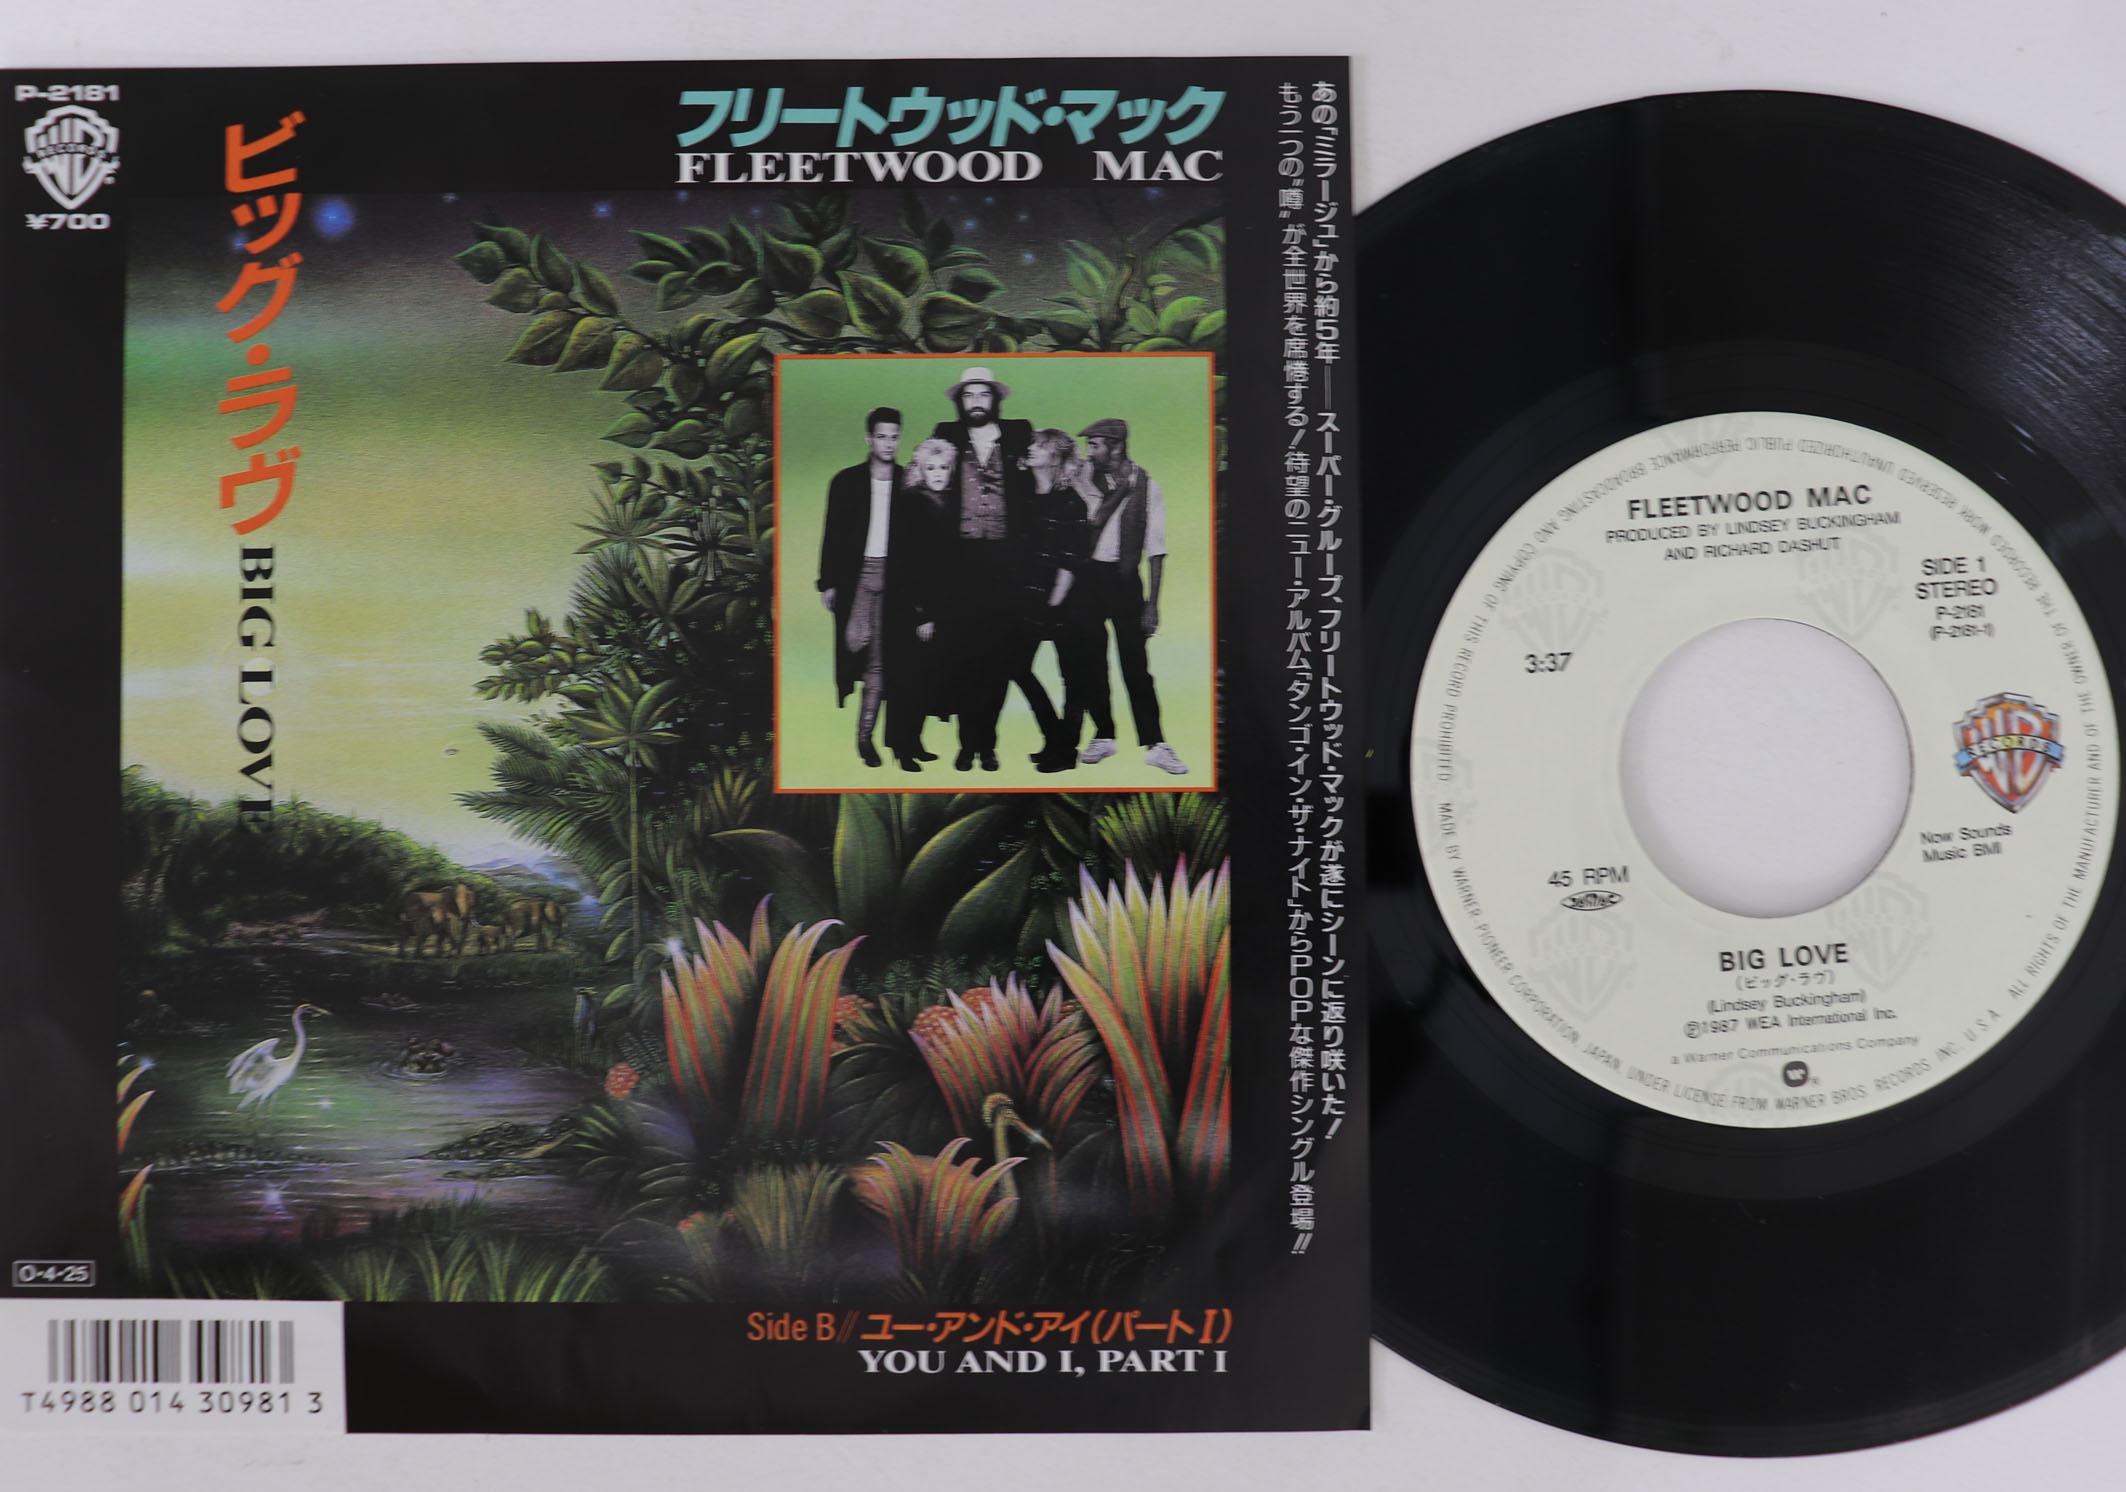 P-2181
RECORDS
¥700
ビッグ・ラヴ
BIG LOVE
フリートウッド・マック
FLEETWOOD MAC
あの「ミラージュ」から約5年──スーパー・グループ、フリートウッド・マックが遂にシーンに返り咲いた!
もう一つの“噂”が全世界を席捲する!待望のニュー・アルバム「タンゴ・イン・ザ・ナイト」からPOPな傑作シングル登場!!
O・4・25
Side B // ユー・アンド・アイ(パートI)
YOU AND I, PART I
T4988 014 30981 3
FLEETWOOD MAC
PRODUCED BY LINDSEY BUCKINGHAM
AND RICHARD DASHUT
SIDE 1
STEREO
P-2181
(P-2181-1)
3:37
RECORDS
Now Sounds
Music BMI
45 RPM
BIG LOVE
(ビッグ・ラヴ)
(Lindsey Buckingham)
Ⓟ1987 WEA International Inc.
a Warner Communications Company
MADE BY WARNER-PIONEER CORPORATION, JAPAN, UNDER LICENSE FROM WARNER BROS. RECORDS INC., U.S.A.
ALL RIGHTS OF THE MANUFACTURER AND OF THE OWNER OF THE RECORDED WORK RESERVED UNAUTHORIZED PUBLIC PERFORMANCE BROADCASTING AND COPYING OF THIS RECORD PROHIBITED